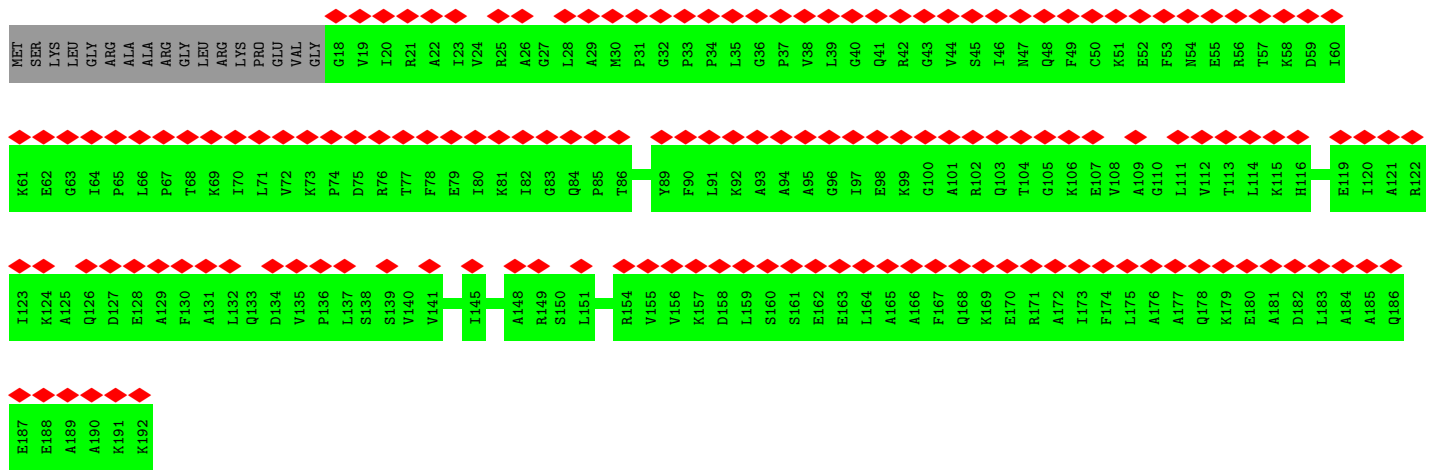 MET SER LYS LEU GLY ARG ALA ALA ARG GLY LEU ARG LYS PRO GLU VAL GLY G18 V19 I20 R21 A22 I23 V24 R25 A26 G27 L28 A29 M30 P31 G32 P33 P34 L35 G36 P37 V38 L39 G40 Q41 R42 G43 V44 S45 I46 N47 Q48 F49 C50 K51 E52 F53 N54 E55 R56 T57 K58 D59 I60
K61 E62 G63 I64 P65 L66 P67 T68 K69 I70 L71 V72 K73 P74 D75 R76 T77 F78 E79 I80 K81 I82 G83 Q84 P85 T86 Y89 F90 L91 K92 A93 A94 A95 G96 I97 E98 K99 G100 A101 R102 Q103 T104 G105 K106 E107 V108 A109 G110 L111 V112 T113 L114 K115 H116 E119 I120 A121 R122
I123 K124 A125 Q126 D127 E128 A129 F130 A131 L132 Q133 D134 V135 P136 L137 S138 S139 V140 V141 I145 A148 R149 S150 L151 R154 V155 V156 K157 D158 L159 S160 S161 E162 E163 L164 A165 A166 F167 Q168 K169 E170 R171 A172 I173 F174 L175 A176 A177 Q178 K179 E180 A181 D182 L183 A184 A185 Q186
E187 E188 A189 A190 K191 K192